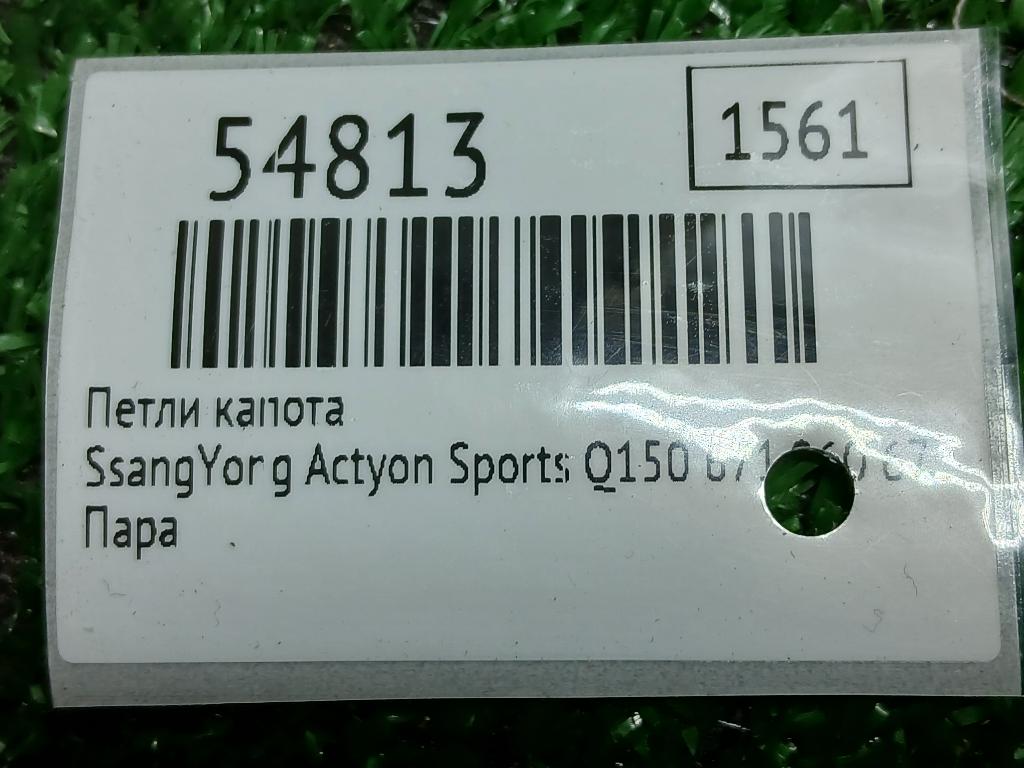 54813
1561
Петли капота
SsangYong Actyon Sports Q150
Пара